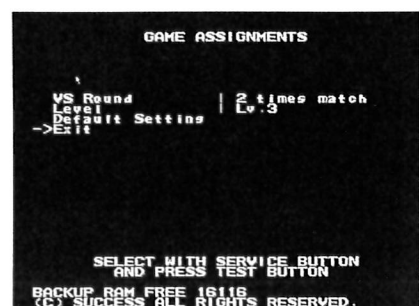 GAME ASSIGNMENTS
VS Round | 2 times match
Level | Lv.3
Default Setting
->Exit
SELECT WITH SERVICE BUTTON
AND PRESS TEST BUTTON
BACKUP RAM FREE 16116
(C) SUCCESS ALL RIGHTS RESERVED.